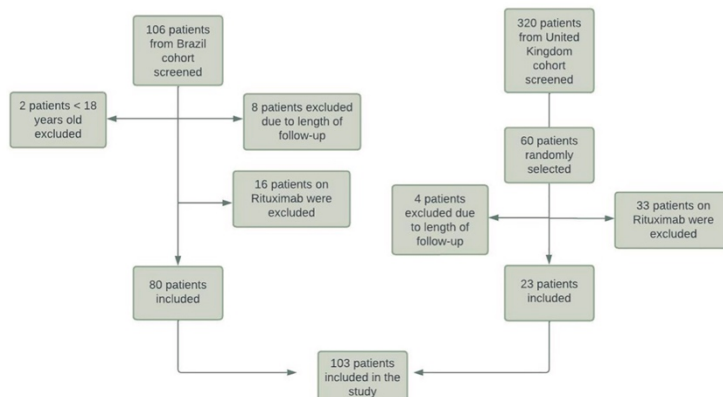 106 patients
from Brazil
cohort
screened
320 patients
from United
Kingdom
cohort
screened
2 patients < 18
years old
excluded
8 patients excluded
due to length of
follow-up
60 patients
randomly
selected
16 patients on
Rituximab were
excluded
4 patients
excluded due
to length of
follow-up
33 patients on
Rituximab were
excluded
80 patients
included
23 patients
included
103 patients
included in the
study